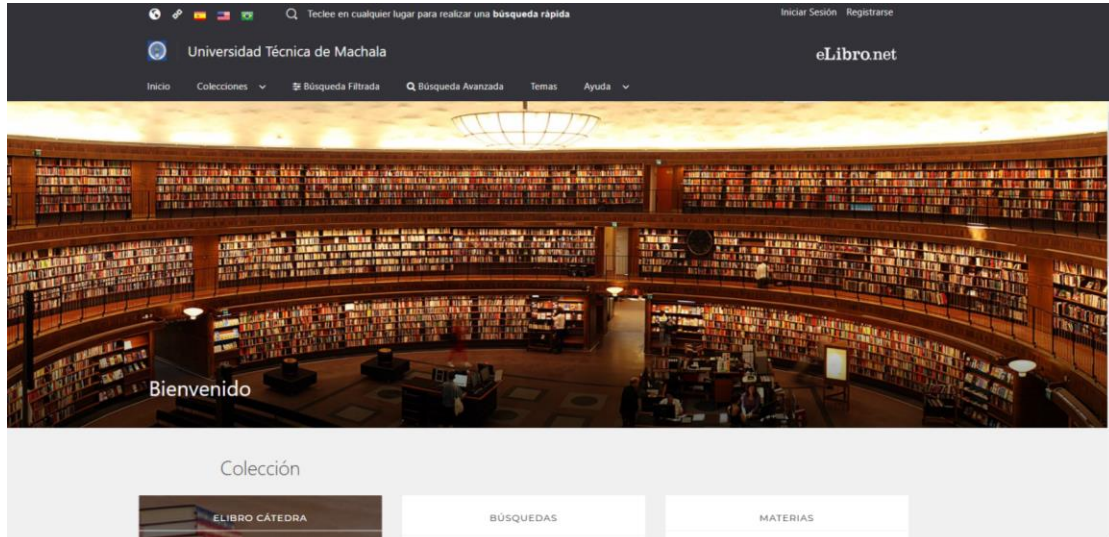 Teclee en cualquier lugar para realizar una búsqueda rápida
Iniciar Sesión Registrarse
Universidad Técnica de Machala
eLibro.net
Inicio Colecciones Búsqueda Filtrada Búsqueda Avanzada Temas Ayuda
Bienvenido
Colección
ELIBRO CÁTEDRA
BÚSQUEDAS
MATERIAS